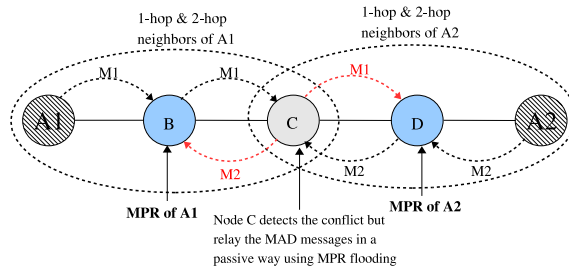 1-hop & 2-hop
neighbors of A1
1-hop & 2-hop
neighbors of A2
M1
M1
M1
A1
B
C
D
A2
M2
M2
M2
MPR of A1
MPR of A2
Node C detects the conflict but
relay the MAD messages in a
passive way using MPR flooding